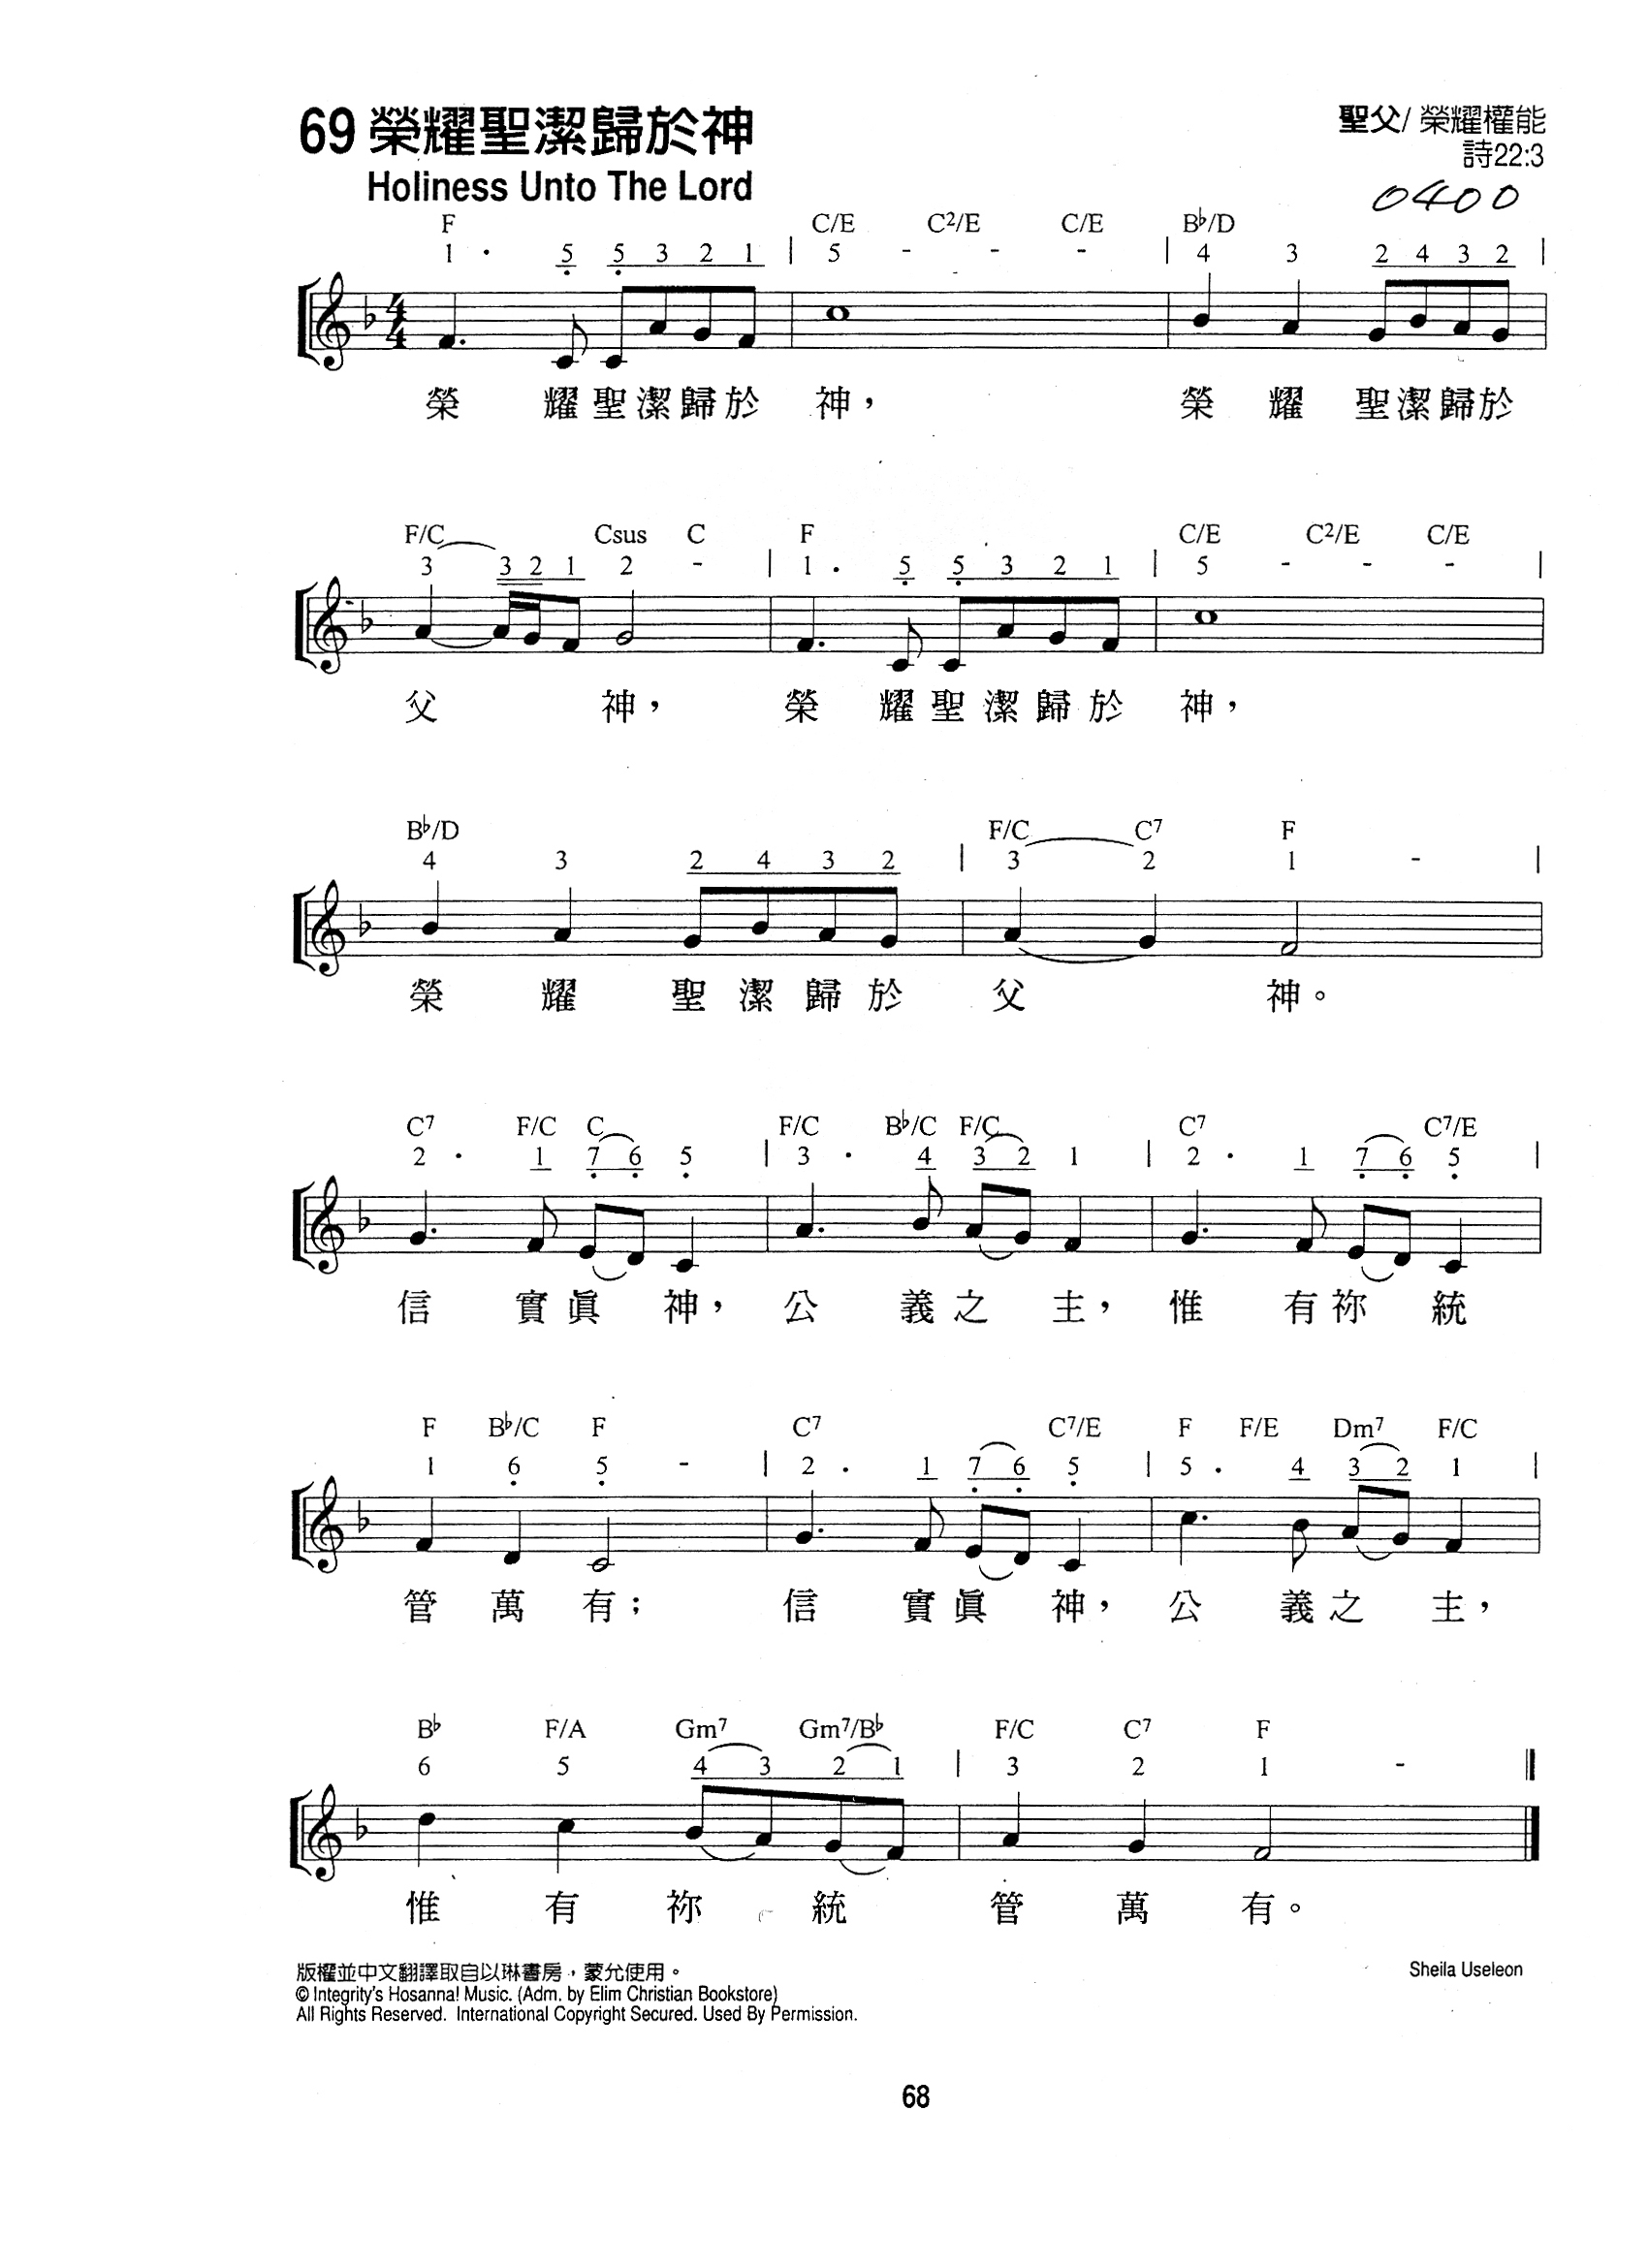 69 榮耀聖潔歸於神
聖父/ 榮耀權能
Holiness Unto The Lord
詩22:3
0400
F C/E C²/E C/E B♭/D
1 · 5̣ 5̣ 3 2 1 | 5 - - - | 4 3 2 4 3 2 |
4/4
榮 耀聖潔歸於 神， 榮 耀 聖潔歸於
F/C Csus C F C/E C²/E C/E
3 3 2 1 2 - | 1 · 5̣ 5̣ 3 2 1 | 5 - - - |
父 神， 榮 耀聖潔歸於 神，
B♭/D F/C C⁷ F
4 3 2 4 3 2 | 3 2 1 - |
榮 耀 聖潔歸於 父 神。
C⁷ F/C C F/C B♭/C F/C C⁷ C⁷/E
2 · 1 7̣ 6̣ 5̣ | 3 · 4 3 2 1 | 2 · 1 7̣ 6̣ 5̣ |
信 實眞 神， 公 義之 主， 惟 有祢 統
F B♭/C F C⁷ C⁷/E F F/E Dm⁷ F/C
1 6̣ 5̣ - | 2 · 1 7̣ 6̣ 5̣ | 5 · 4 3 2 1 |
管 萬 有； 信 實眞 神， 公 義之 主，
B♭ F/A Gm⁷ Gm⁷/B♭ F/C C⁷ F
6 5 4 3 2 1 | 3 2 1 - ‖
惟 有 祢 統 管 萬 有。
版權並中文翻譯取自以琳書房，蒙允使用。
Sheila Useleon
© Integrity's Hosanna! Music. (Adm. by Elim Christian Bookstore)
All Rights Reserved. International Copyright Secured. Used By Permission.
68